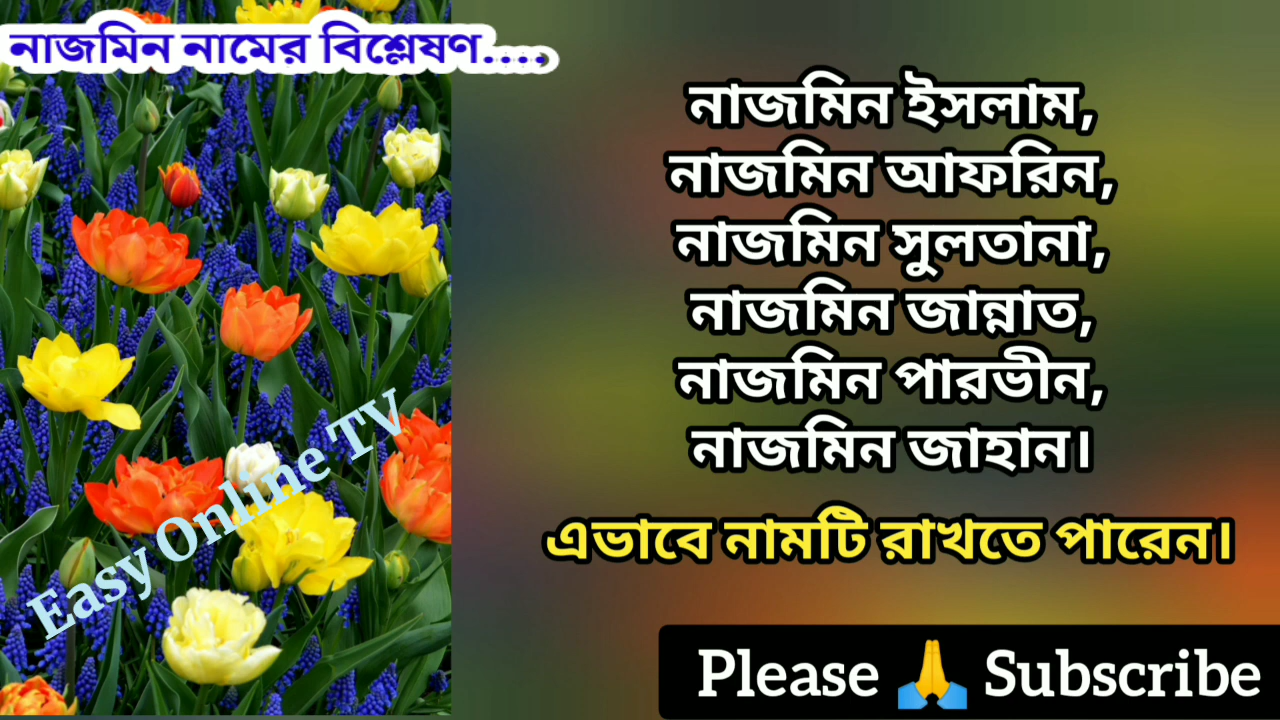 নাজমিন নামের বিশ্লেষণ....
নাজমিন ইসলাম,
নাজমিন আফরিন,
নাজমিন সুলতানা,
নাজমিন জান্নাত,
নাজমিন পারভীন,
নাজমিন জাহান।
এভাবে নামটি রাখতে পারেন।
Easy Online TV
Please 🙏 Subscribe